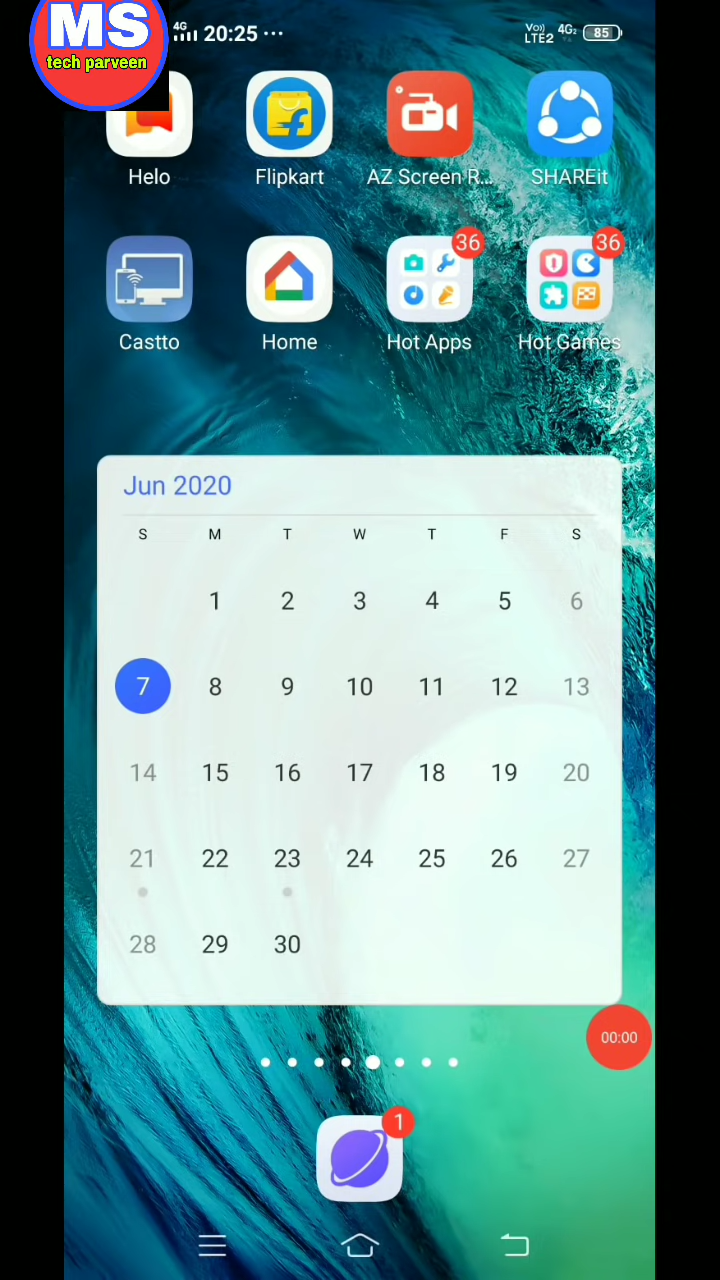 MS
tech parveen
4G 20:25 ...
Vo)) LTE2 4G2 85
Helo Flipkart AZ Screen R... SHAREit
36 36
Castto Home Hot Apps Hot Games
Jun 2020
S M T W T F S
1 2 3 4 5 6
7 8 9 10 11 12 13
14 15 16 17 18 19 20
21 22 23 24 25 26 27
28 29 30
00:00
1